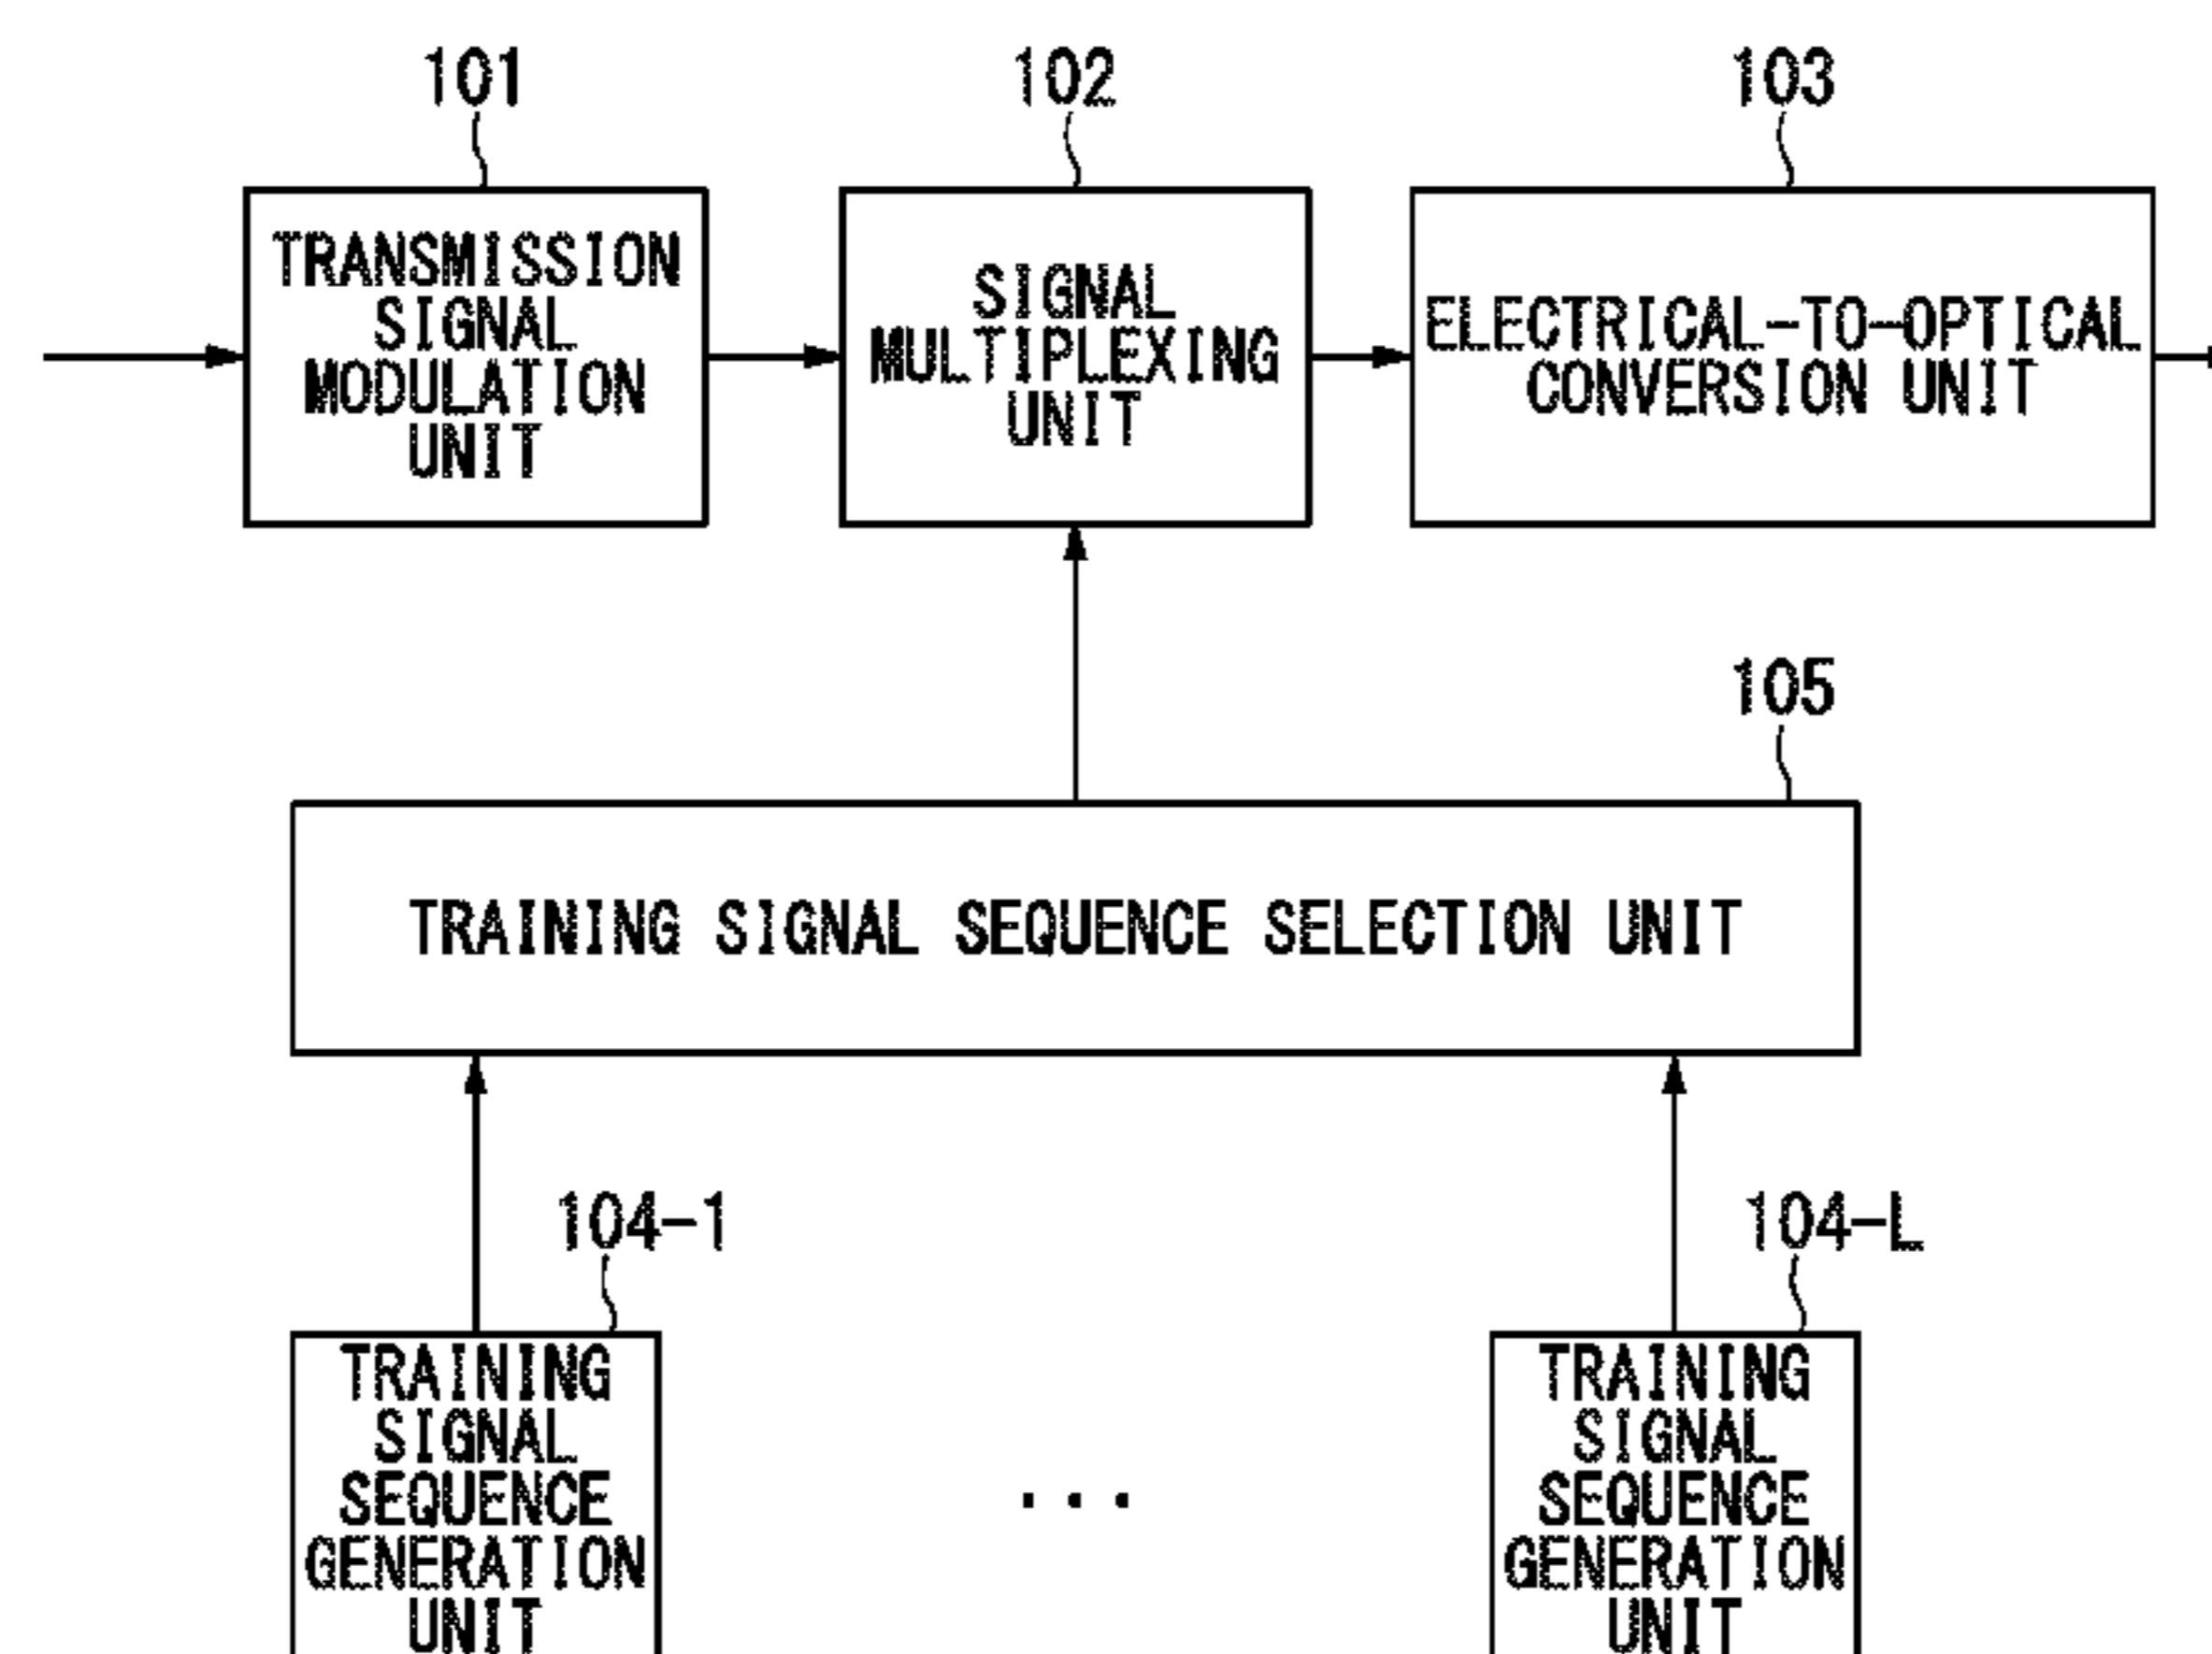 101
102
103
TRANSMISSION
SIGNAL
MODULATION
UNIT
SIGNAL
MULTIPLEXING
UNIT
ELECTRICAL-TO-OPTICAL
CONVERSION UNIT
105
TRAINING SIGNAL SEQUENCE SELECTION UNIT
104-1
104-L
TRAINING
SIGNAL
SEQUENCE
GENERATION
UNIT
...
TRAINING
SIGNAL
SEQUENCE
GENERATION
UNIT